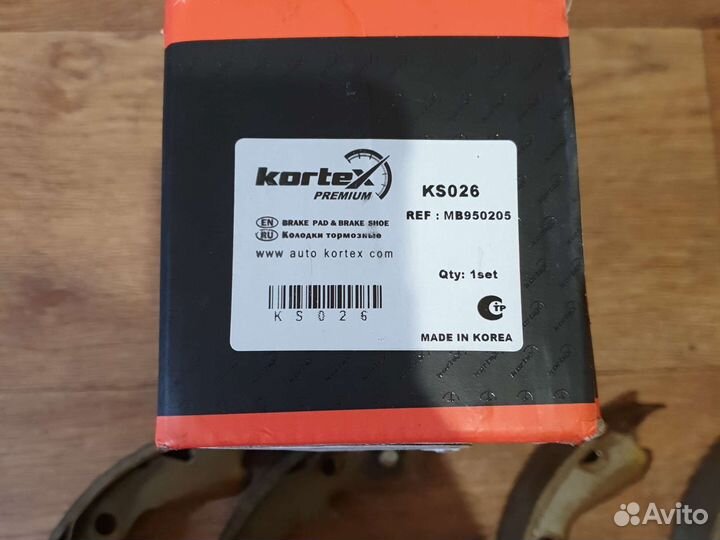 kortex
PREMIUM
KS026
REF : MB950205
EN BRAKE PAD & BRAKE SHOE
RU Колодки тормозные
www auto kortex com
Qty: 1set
KS026
СТР
MADE IN KOREA
Avito